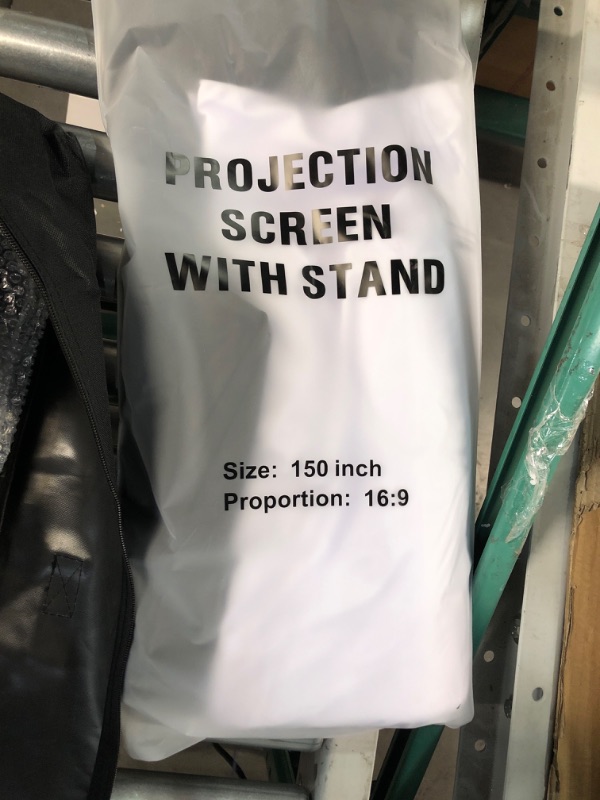 PROJECTION
SCREEN
WITH STAND
Size: 150 inch
Proportion: 16:9